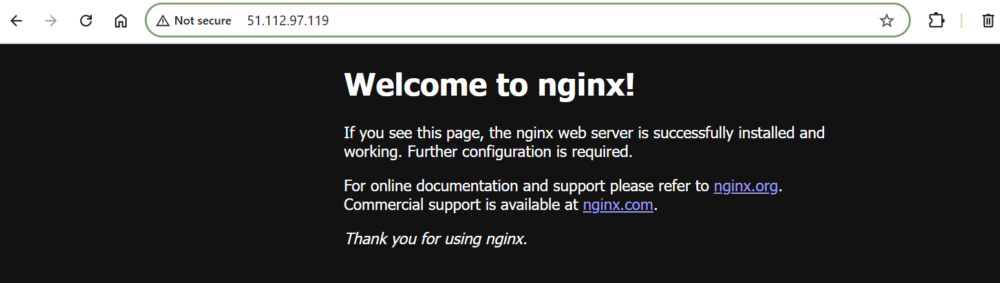 Not secure 51.112.97.119
Welcome to nginx!
If you see this page, the nginx web server is successfully installed and
working. Further configuration is required.
For online documentation and support please refer to nginx.org.
Commercial support is available at nginx.com.
Thank you for using nginx.